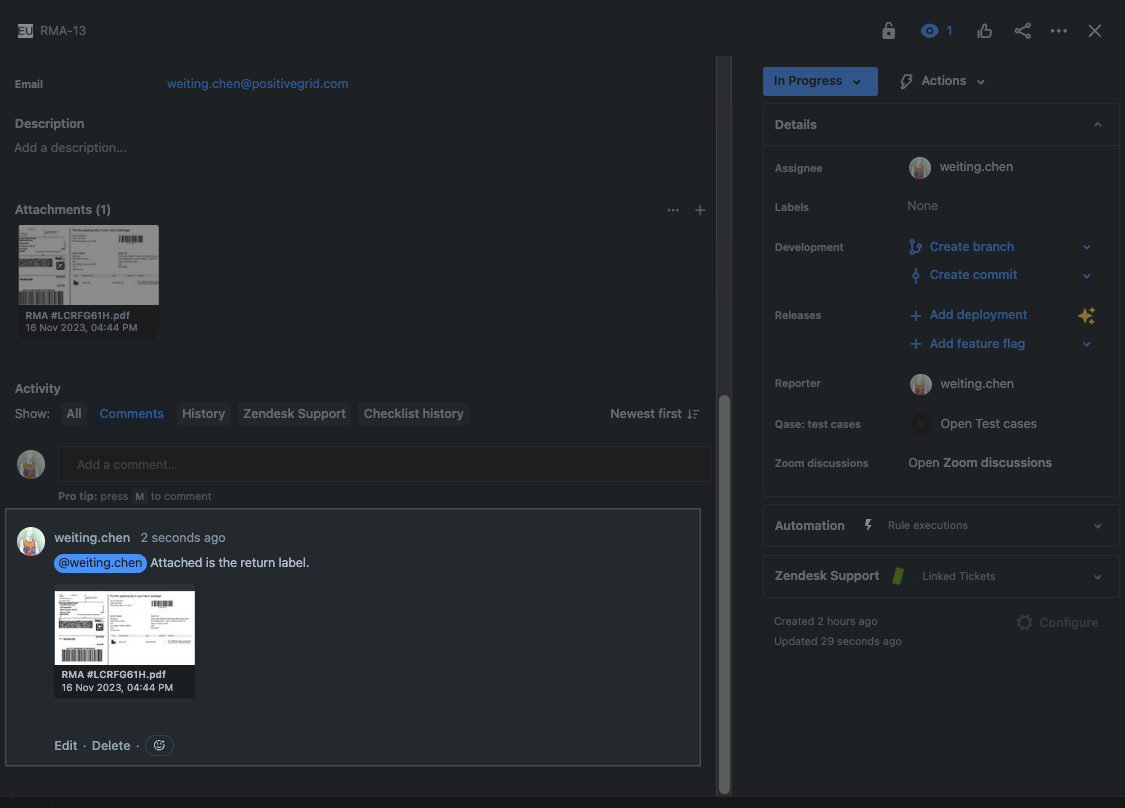 EU RMA-13
1
Email weiting.chen@positivegrid.com
Description
Add a description...
Attachments (1)
RMA #LCRFG61H.pdf
16 Nov 2023, 04:44 PM
Activity
Show: All Comments History Zendesk Support Checklist history Newest first
Add a comment...
Pro tip: press M to comment
weiting.chen 2 seconds ago
@weiting.chen Attached is the return label.
RMA #LCRFG61H.pdf
16 Nov 2023, 04:44 PM
Edit · Delete ·
In Progress Actions
Details
Assignee weiting.chen
Labels None
Development Create branch
Create commit
Releases Add deployment
Add feature flag
Reporter weiting.chen
Qase: test cases Open Test cases
Zoom discussions Open Zoom discussions
Automation Rule executions
Zendesk Support Linked Tickets
Created 2 hours ago
Configure
Updated 29 seconds ago